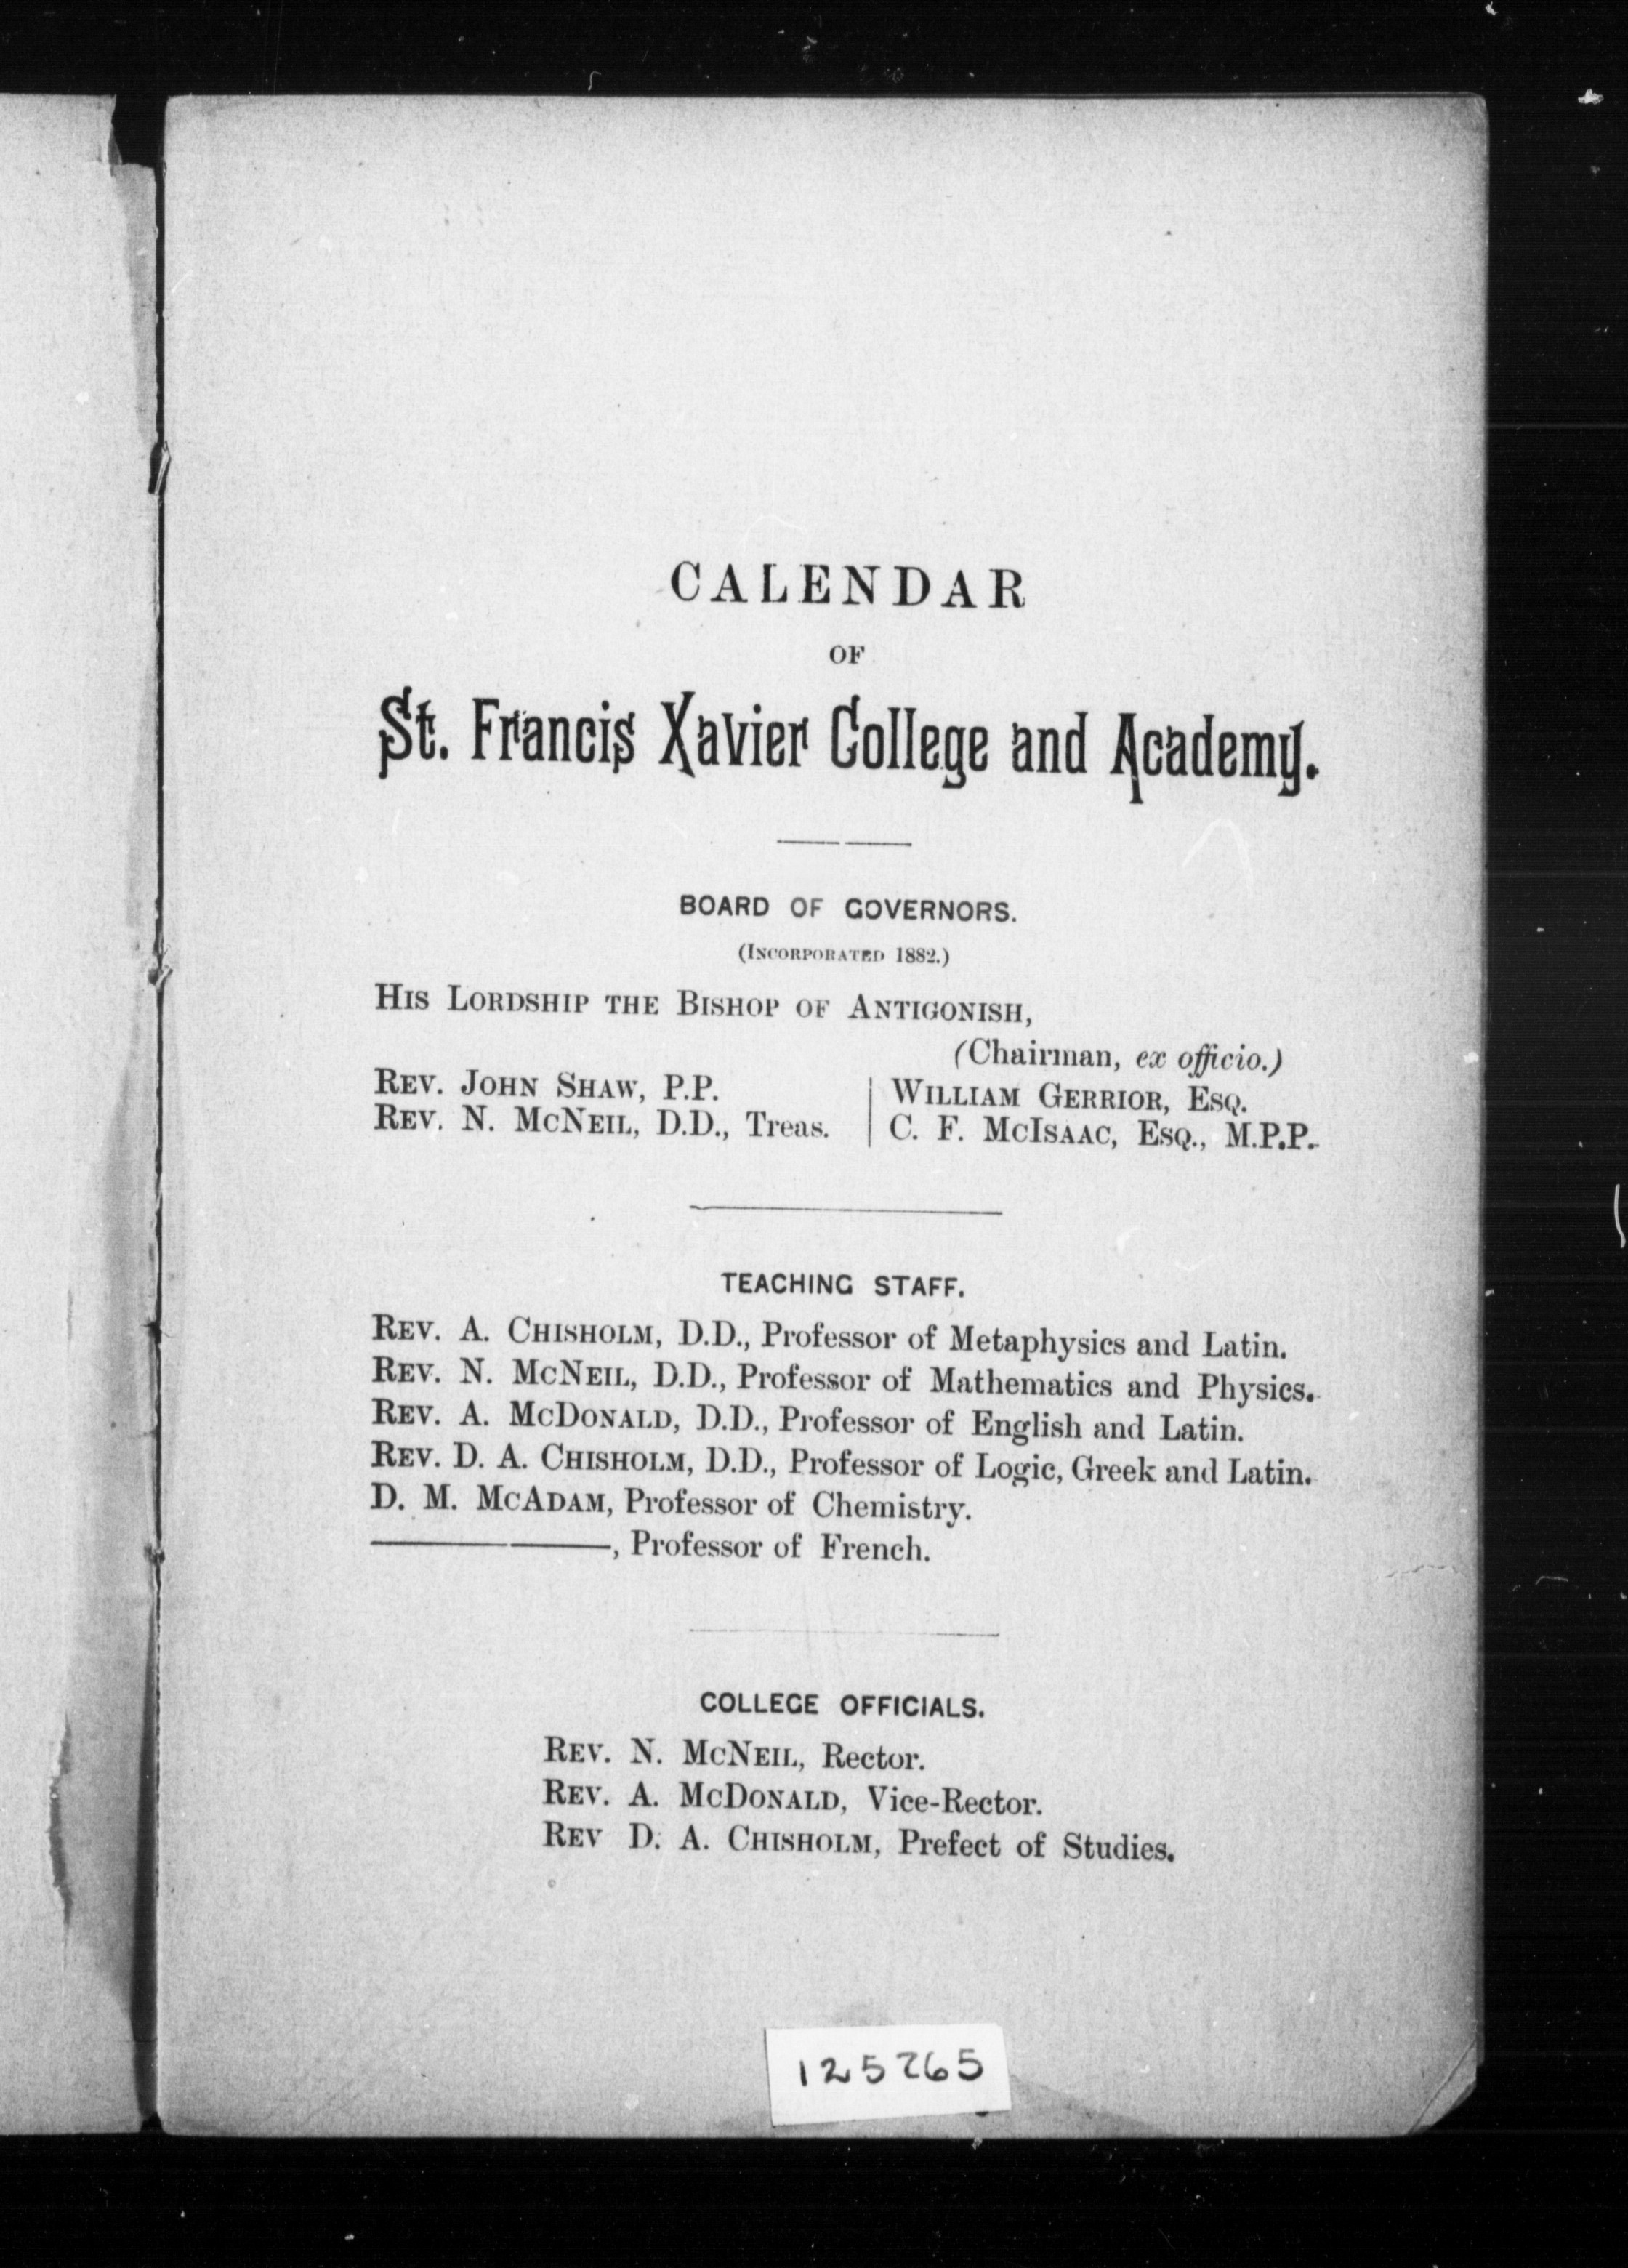 CALENDAR
OF
St. Francis Xavier College and Academy.
BOARD OF GOVERNORS.
(INCORPORATED 1882.)
HIS LORDSHIP THE BISHOP OF ANTIGONISH,
(Chairman, ex officio.)
REV. JOHN SHAW, P.P.
REV. N. MCNEIL, D.D., Treas.
WILLIAM GERRIOR, ESQ.
C. F. MCISAAC, ESQ., M.P.P.
TEACHING STAFF.
REV. A. CHISHOLM, D.D., Professor of Metaphysics and Latin.
REV. N. MCNEIL, D.D., Professor of Mathematics and Physics.
REV. A. MCDONALD, D.D., Professor of English and Latin.
REV. D. A. CHISHOLM, D.D., Professor of Logic, Greek and Latin.
D. M. MCADAM, Professor of Chemistry.
————, Professor of French.
COLLEGE OFFICIALS.
REV. N. MCNEIL, Rector.
REV. A. MCDONALD, Vice-Rector.
REV D. A. CHISHOLM, Prefect of Studies.
125265